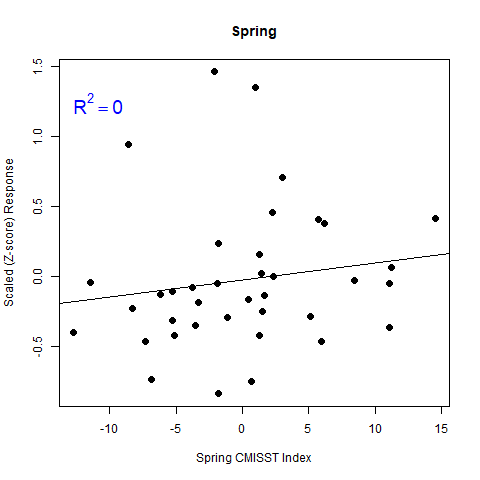 Spring
R² = 0
1.5
1.0
0.5
0.0
-0.5
Scaled (Z-score) Response
-10 -5 0 5 10 15
Spring CMISST Index